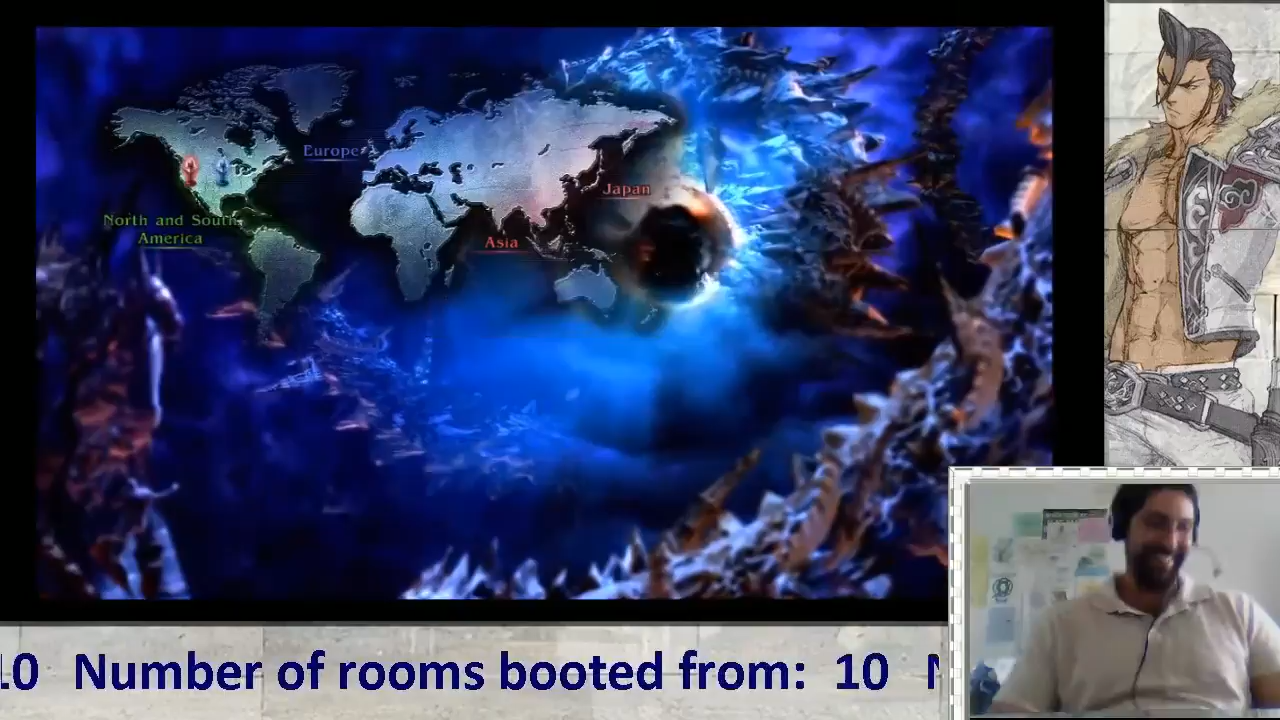 Europe
Japan
North and South
America
Asia
10 Number of rooms booted from: 10